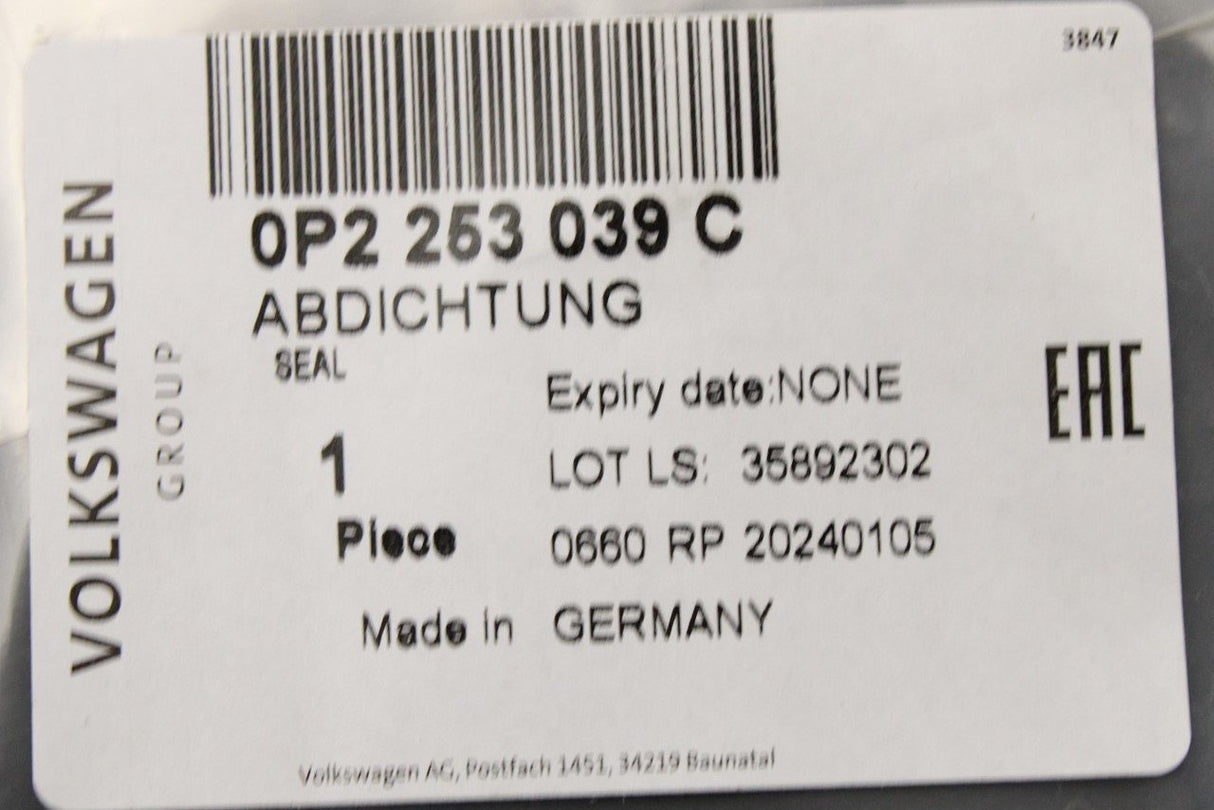 3847
VOLKSWAGEN
GROUP
0P2 253 039 C
ABDICHTUNG
SEAL
Expiry date:NONE
1
LOT LS: 35892302
Piece
0660 RP 20240105
Made in GERMANY
EAC
Volkswagen AG, Postfach 1451, 34219 Baunatal